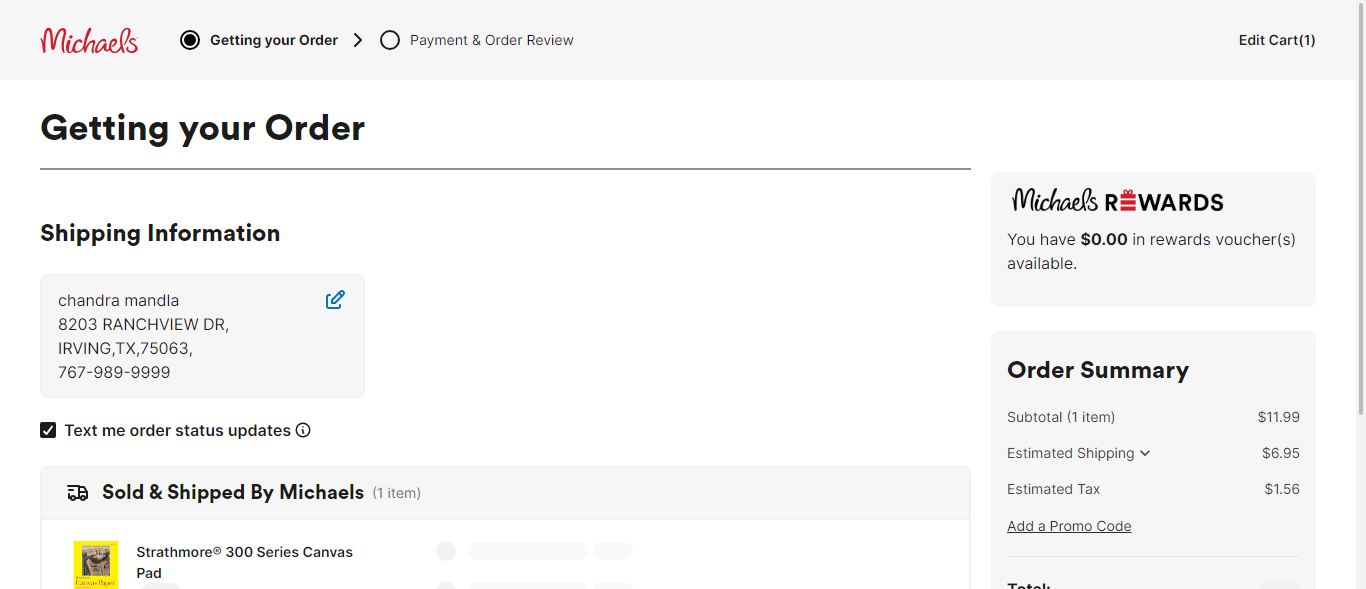 Michaels
Getting your Order
Payment & Order Review
Edit Cart(1)
Getting your Order
Shipping Information
chandra mandla
8203 RANCHVIEW DR,
IRVING,TX,75063,
767-989-9999
Text me order status updates
Sold & Shipped By Michaels (1 item)
Strathmore® 300 Series Canvas
Pad
Canvas Paper
Michaels REWARDS
You have $0.00 in rewards voucher(s)
available.
Order Summary
Subtotal (1 item) $11.99
Estimated Shipping $6.95
Estimated Tax $1.56
Add a Promo Code
Total: